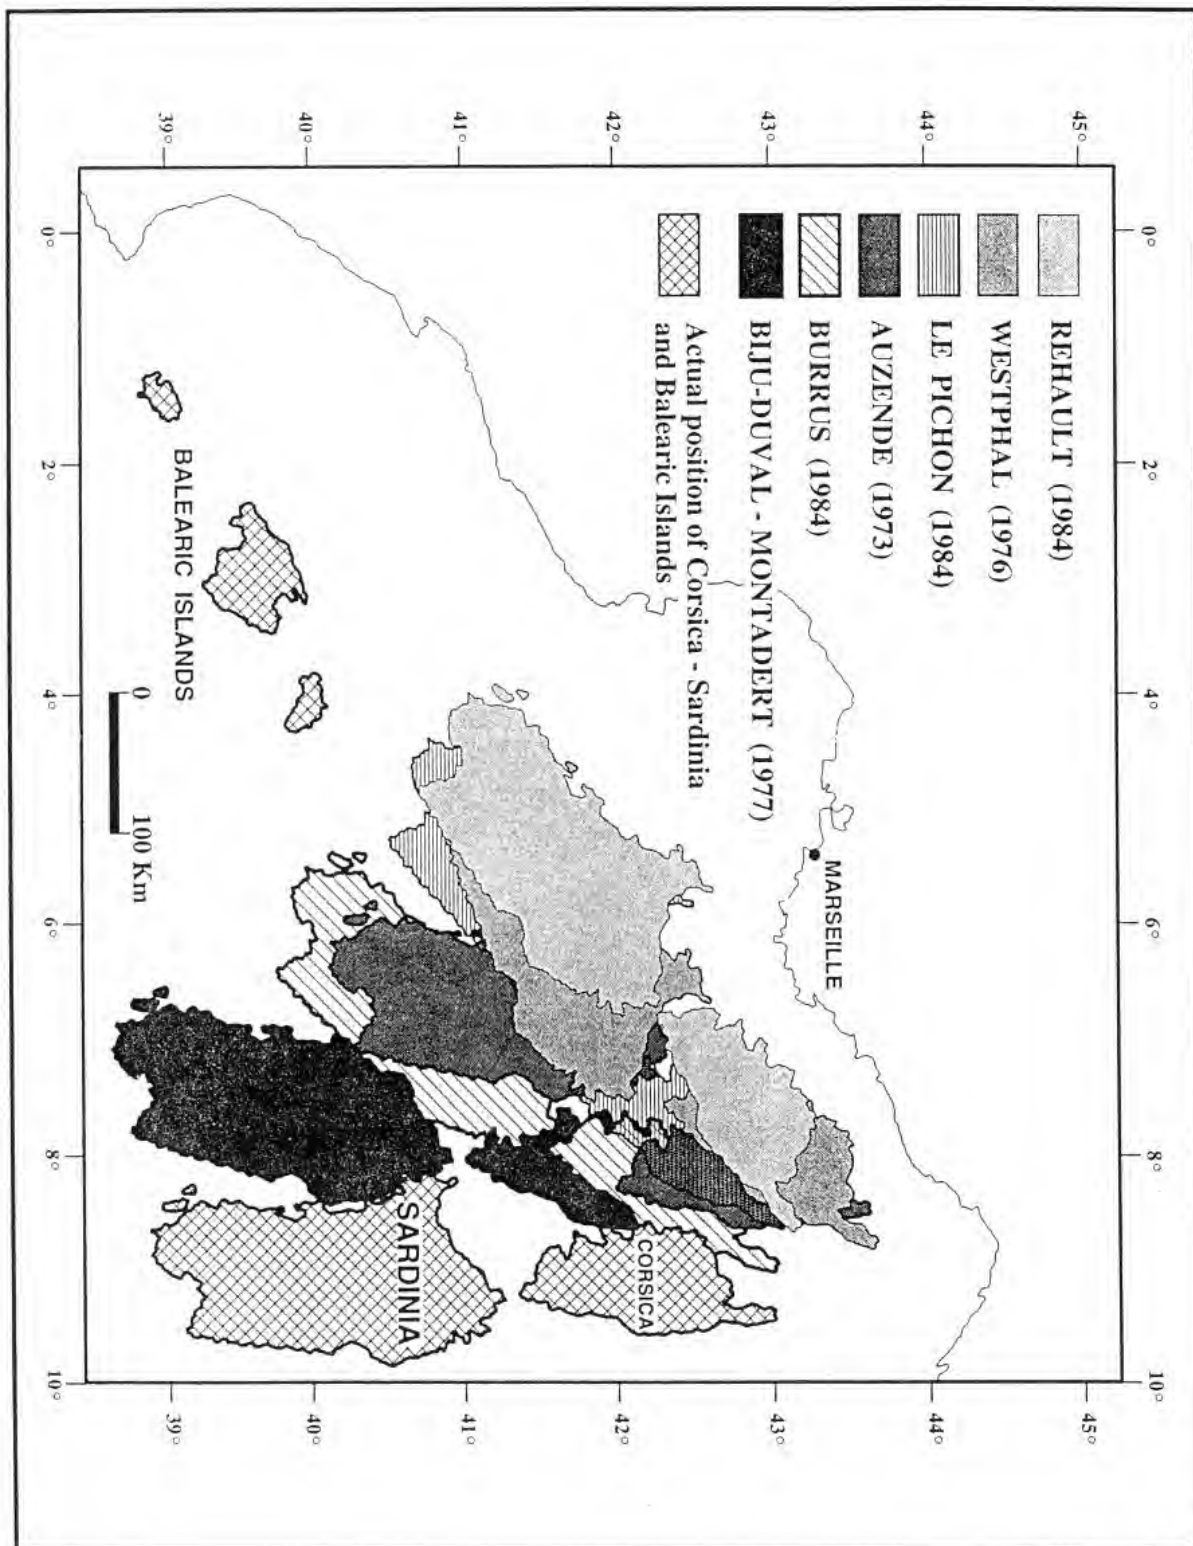 0° 2° 4° 6° 8° 10°
45° 45°
REHAULT (1984)
WESTPHAL (1976)
44° 44°
LE PICHON (1984)
AUZENDE (1973)
MARSEILLE
43° 43°
BURRUS (1984)
BIJU-DUVAL - MONTADERT (1977)
Actual position of Corsica - Sardinia
and Balearic Islands
CORSICA
42° 42°
41° 41°
SARDINIA
40° 40°
39° 39°
BALEARIC ISLANDS
0 100 Km
0° 2° 4° 6° 8° 10°